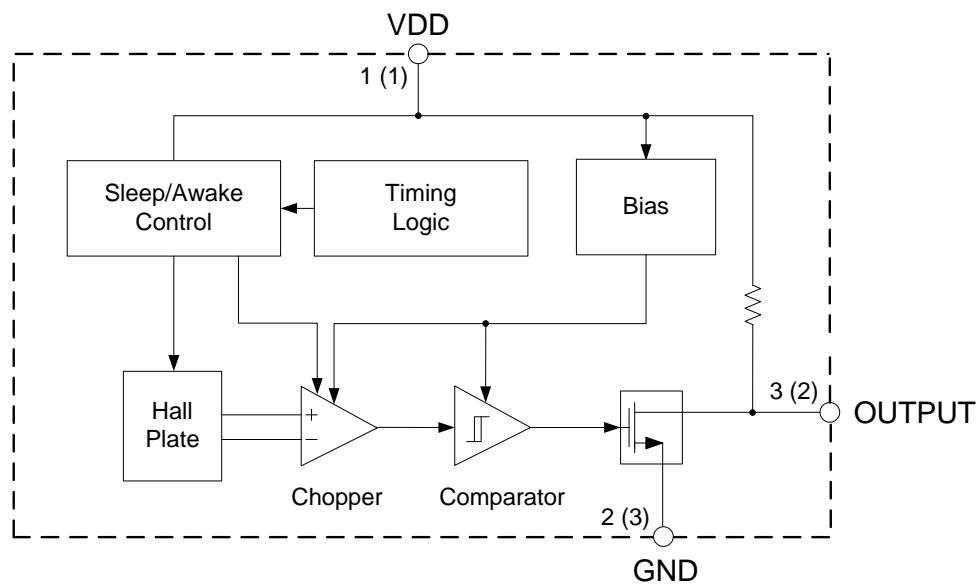 VDD
1 (1)
Sleep/Awake
Control
Timing
Logic
Bias
Hall
Plate
+
−
Chopper
Comparator
3 (2)
OUTPUT
2 (3)
GND